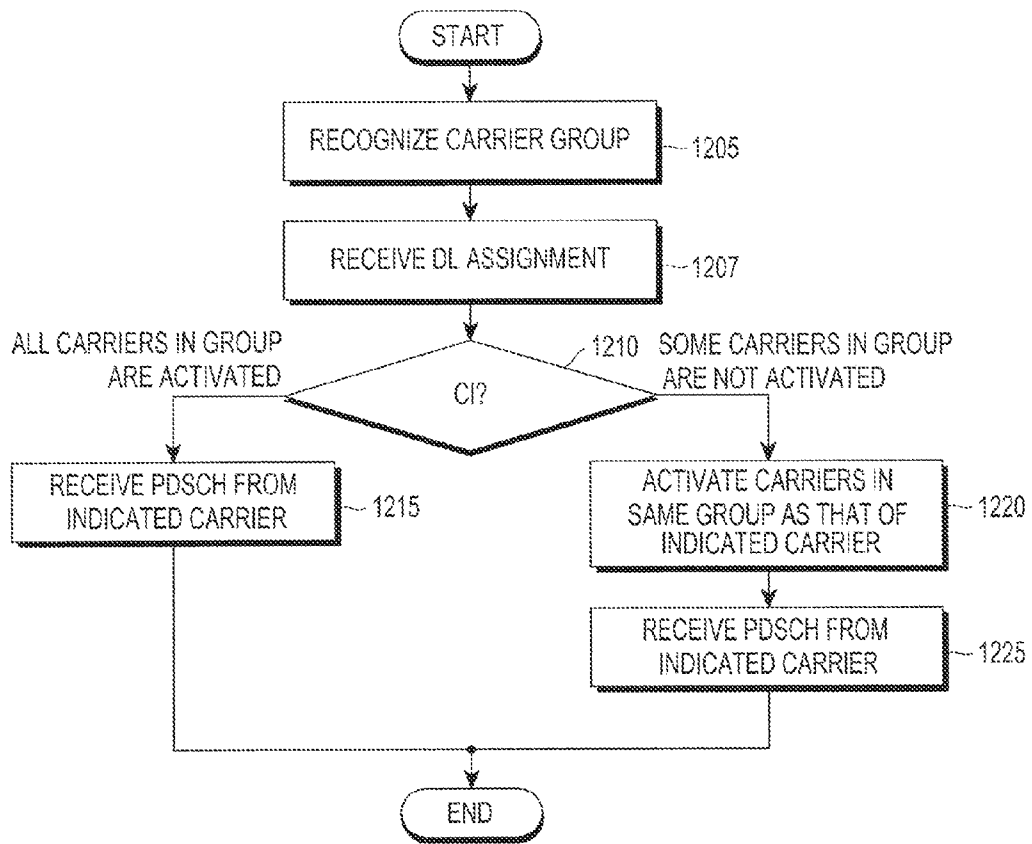 START
RECOGNIZE CARRIER GROUP
1205
RECEIVE DL ASSIGNMENT
1207
ALL CARRIERS IN GROUP
ARE ACTIVATED
1210
SOME CARRIERS IN GROUP
ARE NOT ACTIVATED
CI?
RECEIVE PDSCH FROM
INDICATED CARRIER
1215
ACTIVATE CARRIERS IN
SAME GROUP AS THAT OF
INDICATED CARRIER
1220
RECEIVE PDSCH FROM
INDICATED CARRIER
1225
END